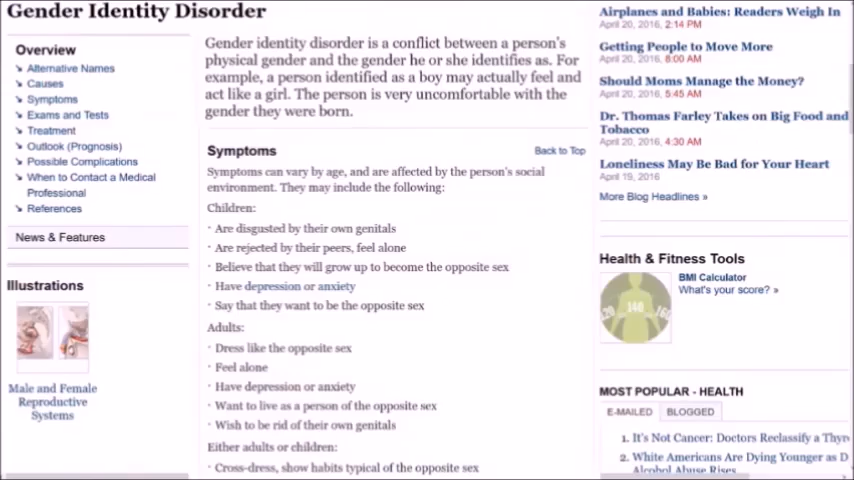 Gender Identity Disorder
Overview
Alternative Names
Causes
Symptoms
Exams and Tests
Treatment
Outlook (Prognosis)
Possible Complications
When to Contact a Medical
Professional
References
News & Features
Illustrations
Male and Female
Reproductive
Systems
Gender identity disorder is a conflict between a person's
physical gender and the gender he or she identifies as. For
example, a person identified as a boy may actually feel and
act like a girl. The person is very uncomfortable with the
gender they were born.
Symptoms
Back to Top
Symptoms can vary by age, and are affected by the person's social
environment. They may include the following:
Children:
· Are disgusted by their own genitals
· Are rejected by their peers, feel alone
· Believe that they will grow up to become the opposite sex
· Have depression or anxiety
· Say that they want to be the opposite sex
Adults:
· Dress like the opposite sex
· Feel alone
· Have depression or anxiety
· Want to live as a person of the opposite sex
· Wish to be rid of their own genitals
Either adults or children:
· Cross-dress, show habits typical of the opposite sex
Airplanes and Babies: Readers Weigh In
April 20, 2016, 2:14 PM
Getting People to Move More
April 20, 2016, 8:00 AM
Should Moms Manage the Money?
April 20, 2016, 5:45 AM
Dr. Thomas Farley Takes on Big Food and
Tobacco
April 20, 2016, 4:30 AM
Loneliness May Be Bad for Your Heart
April 19, 2016
More Blog Headlines »
Health & Fitness Tools
120 140 160
BMI Calculator
What's your score? »
MOST POPULAR - HEALTH
E-MAILED
BLOGGED
1. It's Not Cancer: Doctors Reclassify a Thyr
2. White Americans Are Dying Younger as D
Alcohol Abuse Rises